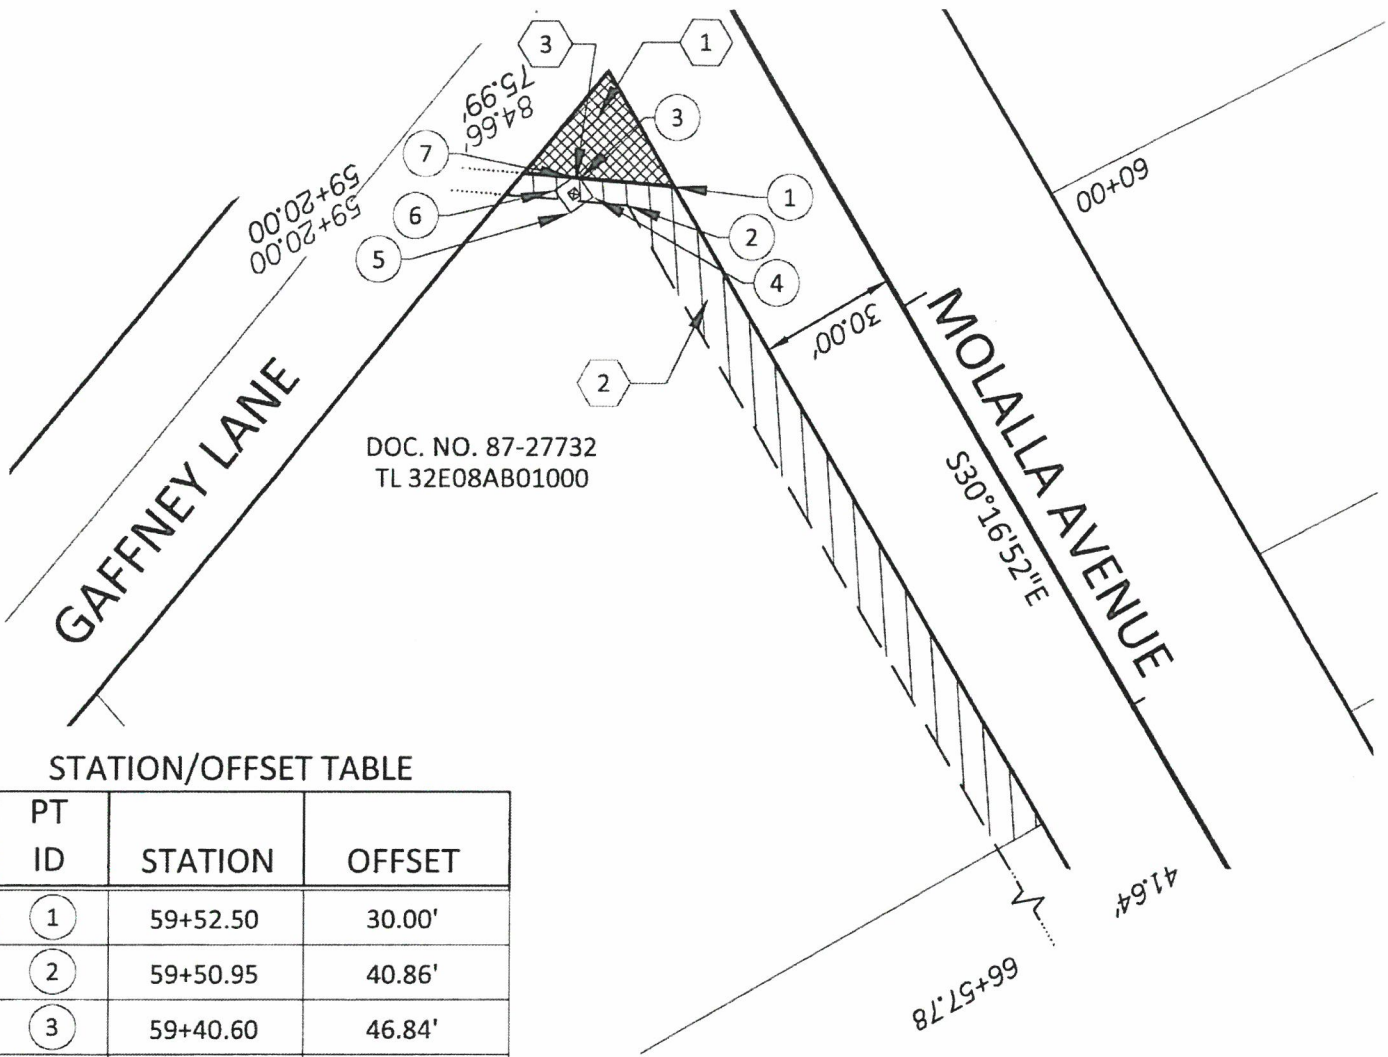 3
1
84.66'
75.99'
3
7
59+20.00
59+20.00
60+00
6
1
5
2
4
30.00'
MOLALLA AVENUE
2
GAFFNEY LANE
DOC. NO. 87-27732
TL 32E08AB01000
S30°16'52"E
STATION/OFFSET TABLE
PT ID STATION OFFSET
1 59+52.50 30.00'
2 59+50.95 40.86'
3 59+40.60 46.84'
41.64'
66+57.78